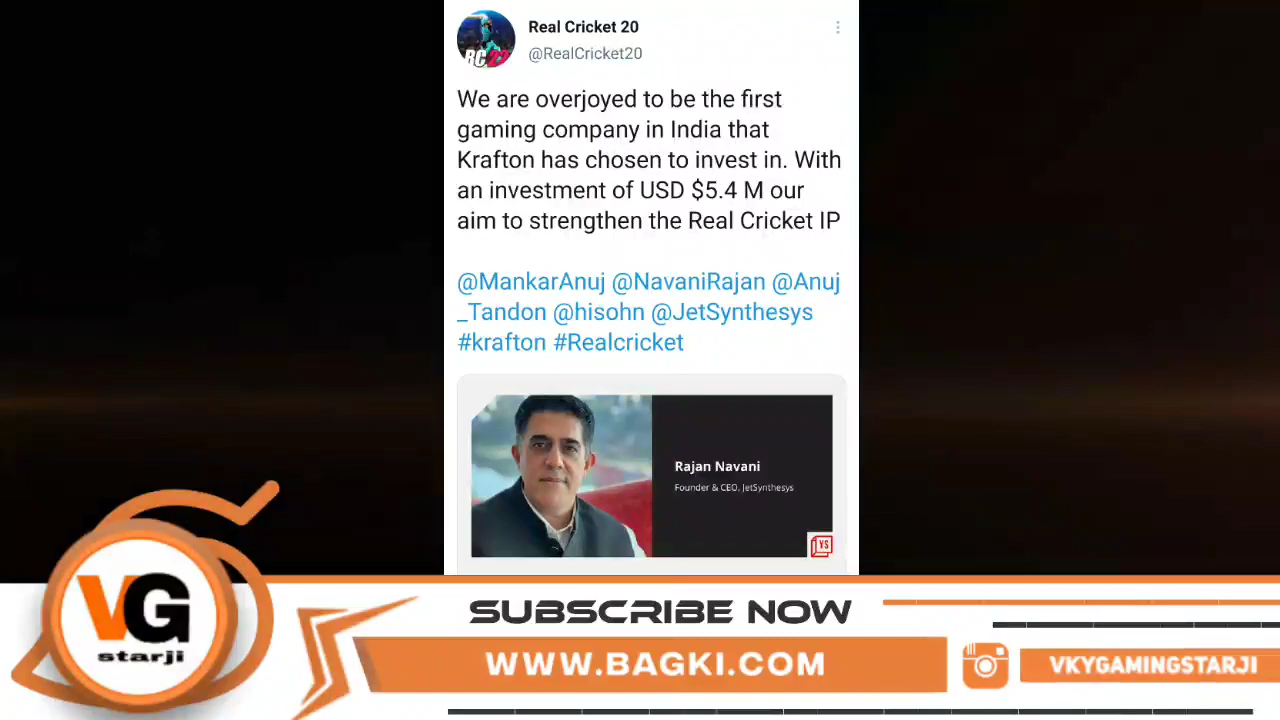 Real Cricket 20
@RealCricket20
RC 22
We are overjoyed to be the first
gaming company in India that
Krafton has chosen to invest in. With
an investment of USD $5.4 M our
aim to strengthen the Real Cricket IP
@MankarAnuj @NavaniRajan @Anuj
_Tandon @hisohn @JetSynthesys
#krafton #Realcricket
Rajan Navani
Founder & CEO, JetSynthesys
YS
VG
starji
SUBSCRIBE NOW
WWW.BAGKI.COM
VKYGAMINGSTARJI